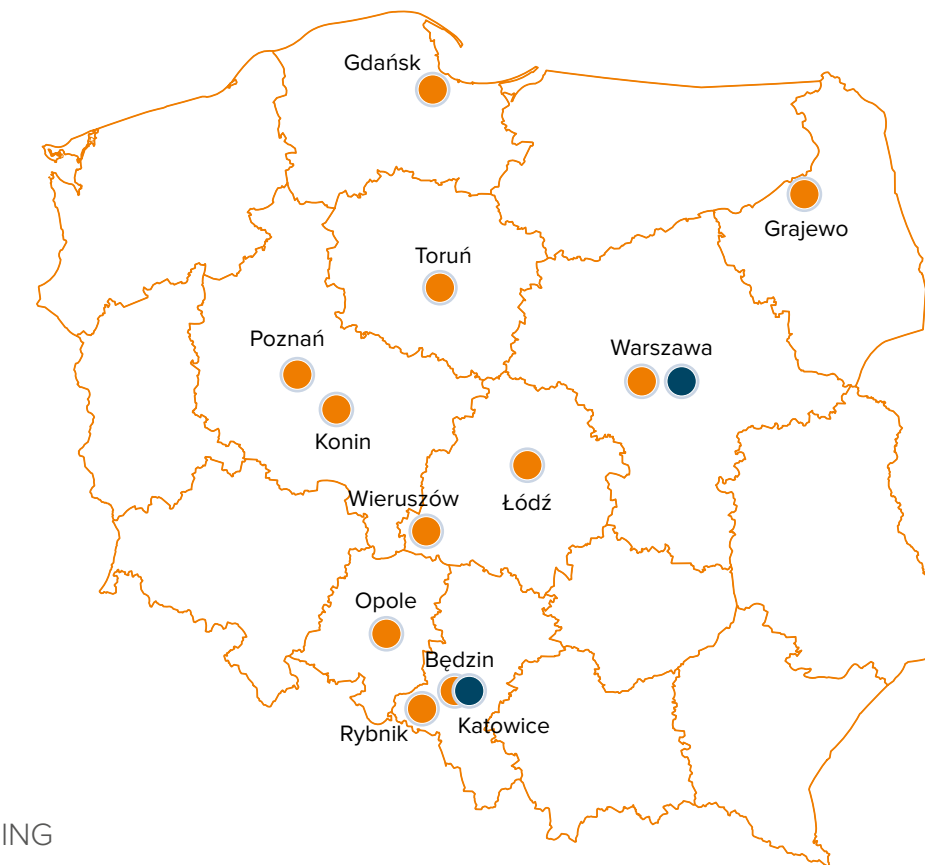 Gdańsk
Grajewo
Toruń
Poznań
Warszawa
Konin
Wieruszów
Łódź
Opole
Będzin
Rybnik
Katowice
ING